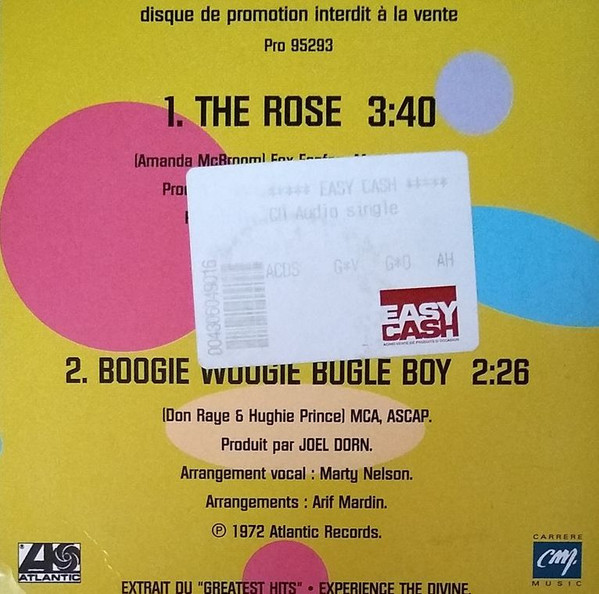 disque de promotion interdit à la vente
Pro 95293
1. THE ROSE 3:40
(Amanda McBroom) Fox
***** EASY CASH *****
CD Audio single
ACDS G*V G*O AH
004306049016
EASY
CASH
2. BOOGIE WOOGIE BUGLE BOY 2:26
(Don Raye & Hughie Prince) MCA, ASCAP.
Produit par JOEL DORN.
Arrangement vocal : Marty Nelson.
Arrangements : Arif Mardin.
℗ 1972 Atlantic Records.
ATLANTIC
CARRERE
CM
MUSIC
EXTRAIT DU "GREATEST HITS" • EXPERIENCE THE DIVINE.